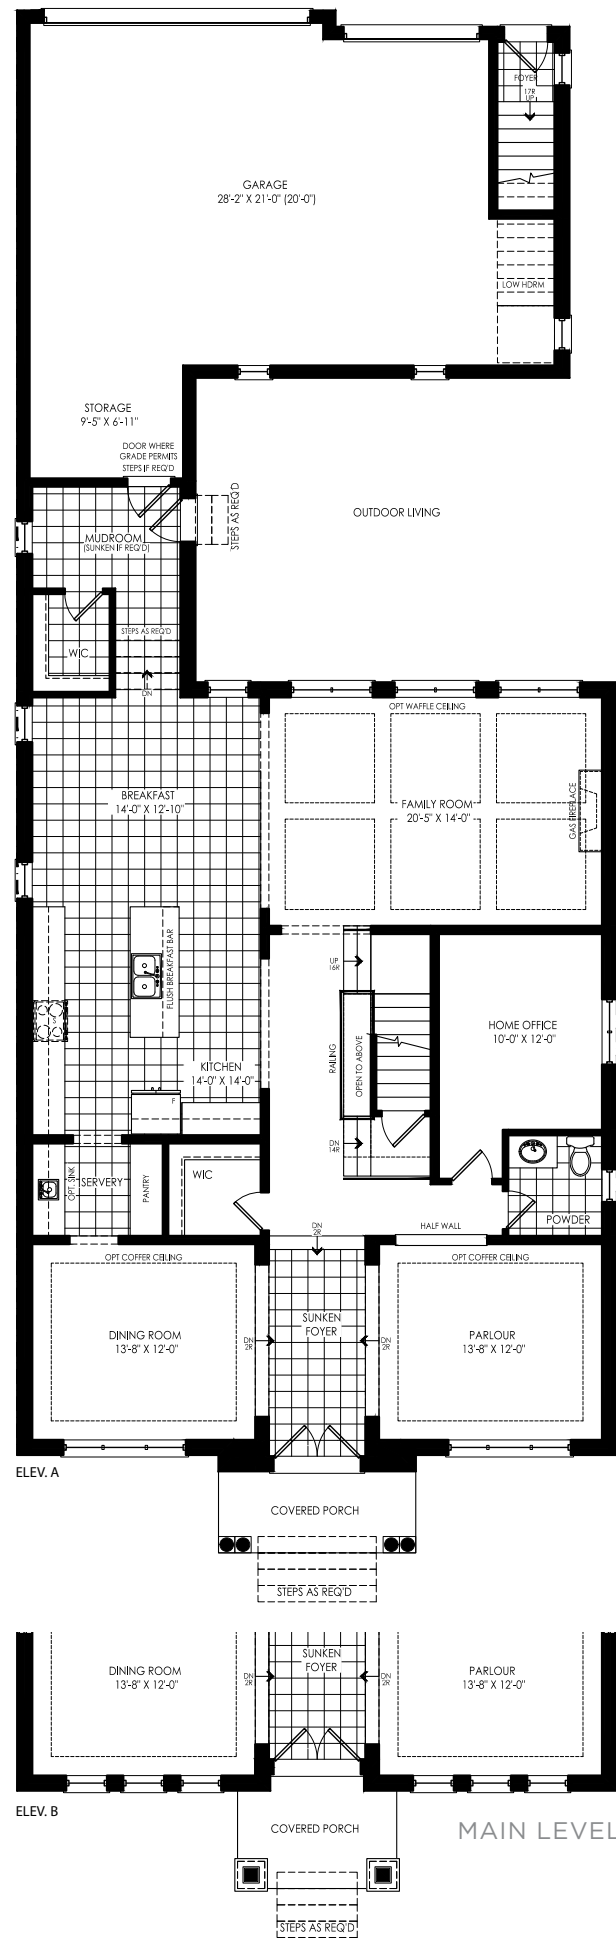 FOYER
17R
UP
GARAGE
28'-2" X 21'-0" (20'-0")
LOW HDRM
STORAGE
9'-5" X 6'-11"
DOOR WHERE
GRADE PERMITS
STEPS IF REQ'D
STEPS AS REQ'D
OUTDOOR LIVING
MUDROOM
(SUNKEN IF REQ'D)
STEPS AS REQ'D
WIC
DN
OPT WAFFLE CEILING
BREAKFAST
14'-0" X 12'-10"
FAMILY ROOM
20'-5" X 14'-0"
GAS FIREPLACE
FLUSH BREAKFAST BAR
UP
16R
RAILING
OPEN TO ABOVE
HOME OFFICE
10'-0" X 12'-0"
KITCHEN
14'-0" X 14'-0"
F
DN
14R
OPT. SINK
SERVERY
PANTRY
WIC
POWDER
DN
2R
HALF WALL
OPT COFFER CEILING
OPT COFFER CEILING
DINING ROOM
13'-8" X 12'-0"
DN
2R
SUNKEN
FOYER
DN
2R
PARLOUR
13'-8" X 12'-0"
ELEV. A
COVERED PORCH
STEPS AS REQ'D
DINING ROOM
13'-8" X 12'-0"
DN
2R
SUNKEN
FOYER
DN
2R
PARLOUR
13'-8" X 12'-0"
ELEV. B
COVERED PORCH
MAIN LEVEL
STEPS AS REQ'D